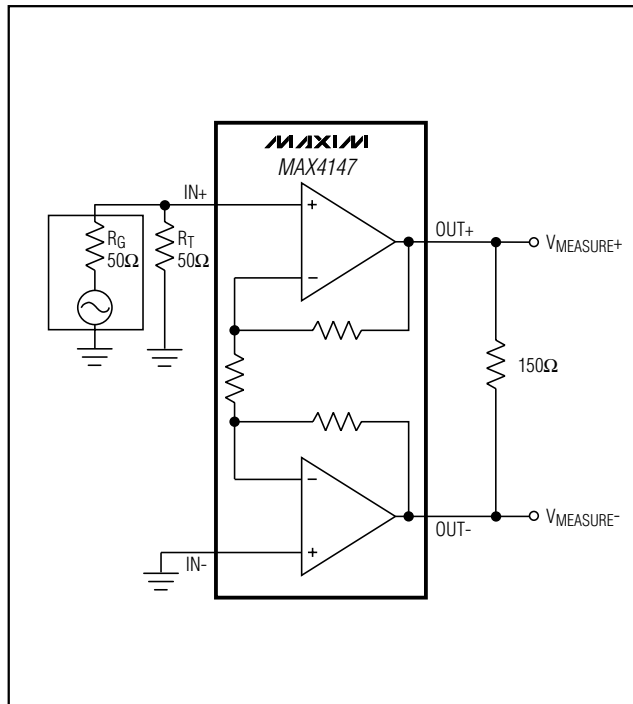 MAXIM
MAX4147
IN+
RG
50Ω
RT
50Ω
+
−
OUT+
VMEASURE+
150Ω
−
+
OUT-
VMEASURE-
IN-